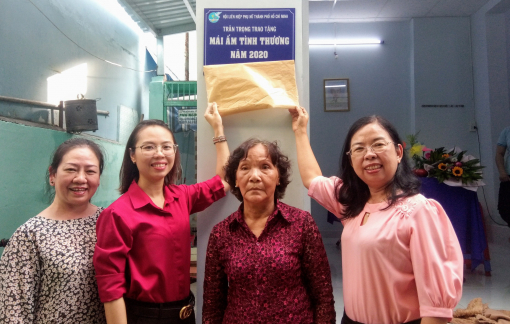 HỘI LIÊN HIỆP PHỤ NỮ THÀNH PHỐ HỒ CHÍ MINH
TRÂN TRỌNG TRAO TẶNG
MÁI ẤM TÌNH THƯƠNG
NĂM 2020